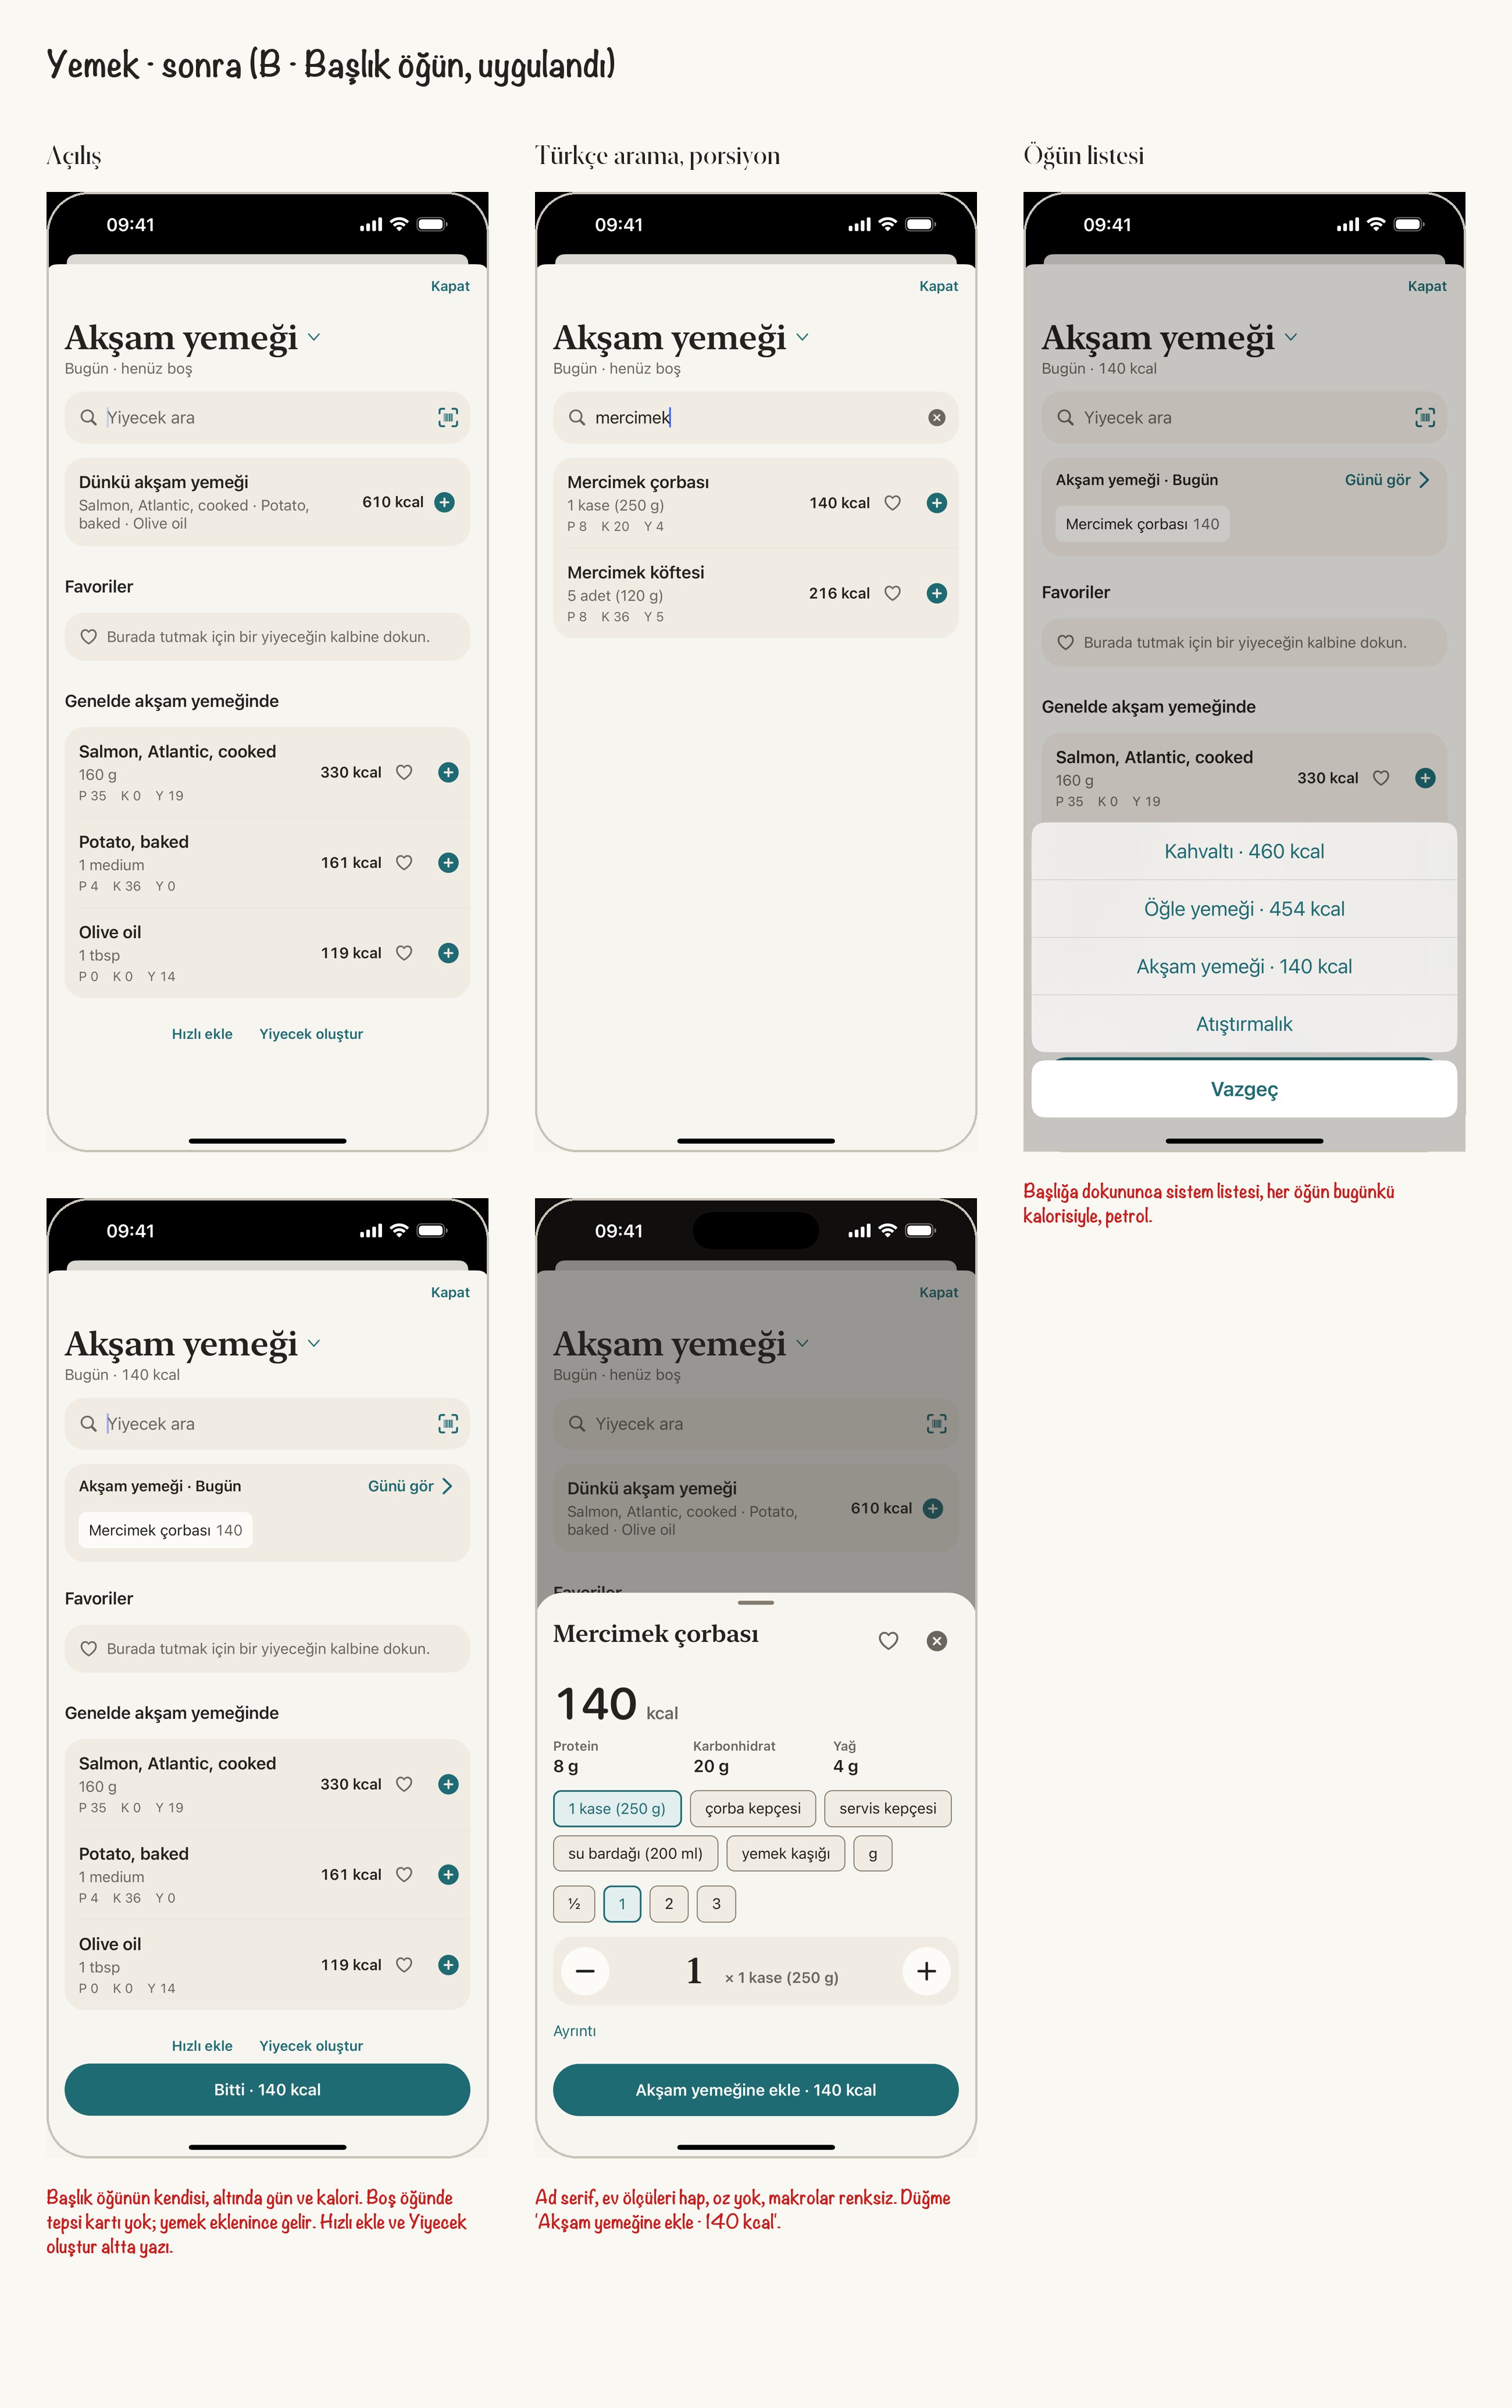 Yemek · sonra (B · Başlık öğün, uygulandı)
Açılış
09:41
Kapat
Akşam yemeği
Bugün · henüz boş
Yiyecek ara
Dünkü akşam yemeği
Salmon, Atlantic, cooked · Potato,
baked · Olive oil
610 kcal
Favoriler
Burada tutmak için bir yiyeceğin kalbine dokun.
Genelde akşam yemeğinde
Salmon, Atlantic, cooked
160 g
P 35 K 0 Y 19
330 kcal
Potato, baked
1 medium
P 4 K 36 Y 0
161 kcal
Olive oil
1 tbsp
P 0 K 0 Y 14
119 kcal
Hızlı ekle Yiyecek oluştur
Türkçe arama, porsiyon
09:41
Kapat
Akşam yemeği
Bugün · henüz boş
mercimek
Mercimek çorbası
1 kase (250 g)
P 8 K 20 Y 4
140 kcal
Mercimek köftesi
5 adet (120 g)
P 8 K 36 Y 5
216 kcal
Öğün listesi
09:41
Kapat
Akşam yemeği
Bugün · 140 kcal
Yiyecek ara
Akşam yemeği · Bugün
Günü gör
Mercimek çorbası 140
Favoriler
Burada tutmak için bir yiyeceğin kalbine dokun.
Genelde akşam yemeğinde
Salmon, Atlantic, cooked
160 g
P 35 K 0 Y 19
330 kcal
Kahvaltı · 460 kcal
Öğle yemeği · 454 kcal
Akşam yemeği · 140 kcal
Atıştırmalık
Vazgeç
Başlığa dokununca sistem listesi, her öğün bugünkü
kalorisiyle, petrol.
09:41
Kapat
Akşam yemeği
Bugün · 140 kcal
Yiyecek ara
Akşam yemeği · Bugün
Günü gör
Mercimek çorbası 140
Favoriler
Burada tutmak için bir yiyeceğin kalbine dokun.
Genelde akşam yemeğinde
Salmon, Atlantic, cooked
160 g
P 35 K 0 Y 19
330 kcal
Potato, baked
1 medium
P 4 K 36 Y 0
161 kcal
Olive oil
1 tbsp
P 0 K 0 Y 14
119 kcal
Hızlı ekle Yiyecek oluştur
Bitti · 140 kcal
Başlık öğünün kendisi, altında gün ve kalori. Boş öğünde
tepsi kartı yok; yemek eklenince gelir. Hızlı ekle ve Yiyecek
oluştur altta yazı.
09:41
Kapat
Akşam yemeği
Bugün · henüz boş
Yiyecek ara
Dünkü akşam yemeği
Salmon, Atlantic, cooked · Potato,
baked · Olive oil
610 kcal
Favoriler
Mercimek çorbası
140 kcal
Protein Karbonhidrat Yağ
8 g 20 g 4 g
1 kase (250 g) çorba kepçesi servis kepçesi
su bardağı (200 ml) yemek kaşığı g
½ 1 2 3
1 × 1 kase (250 g)
Ayrıntı
Akşam yemeğine ekle · 140 kcal
Ad serif, ev ölçüleri hap, oz yok, makrolar renksiz. Düğme
'Akşam yemeğine ekle · 140 kcal'.